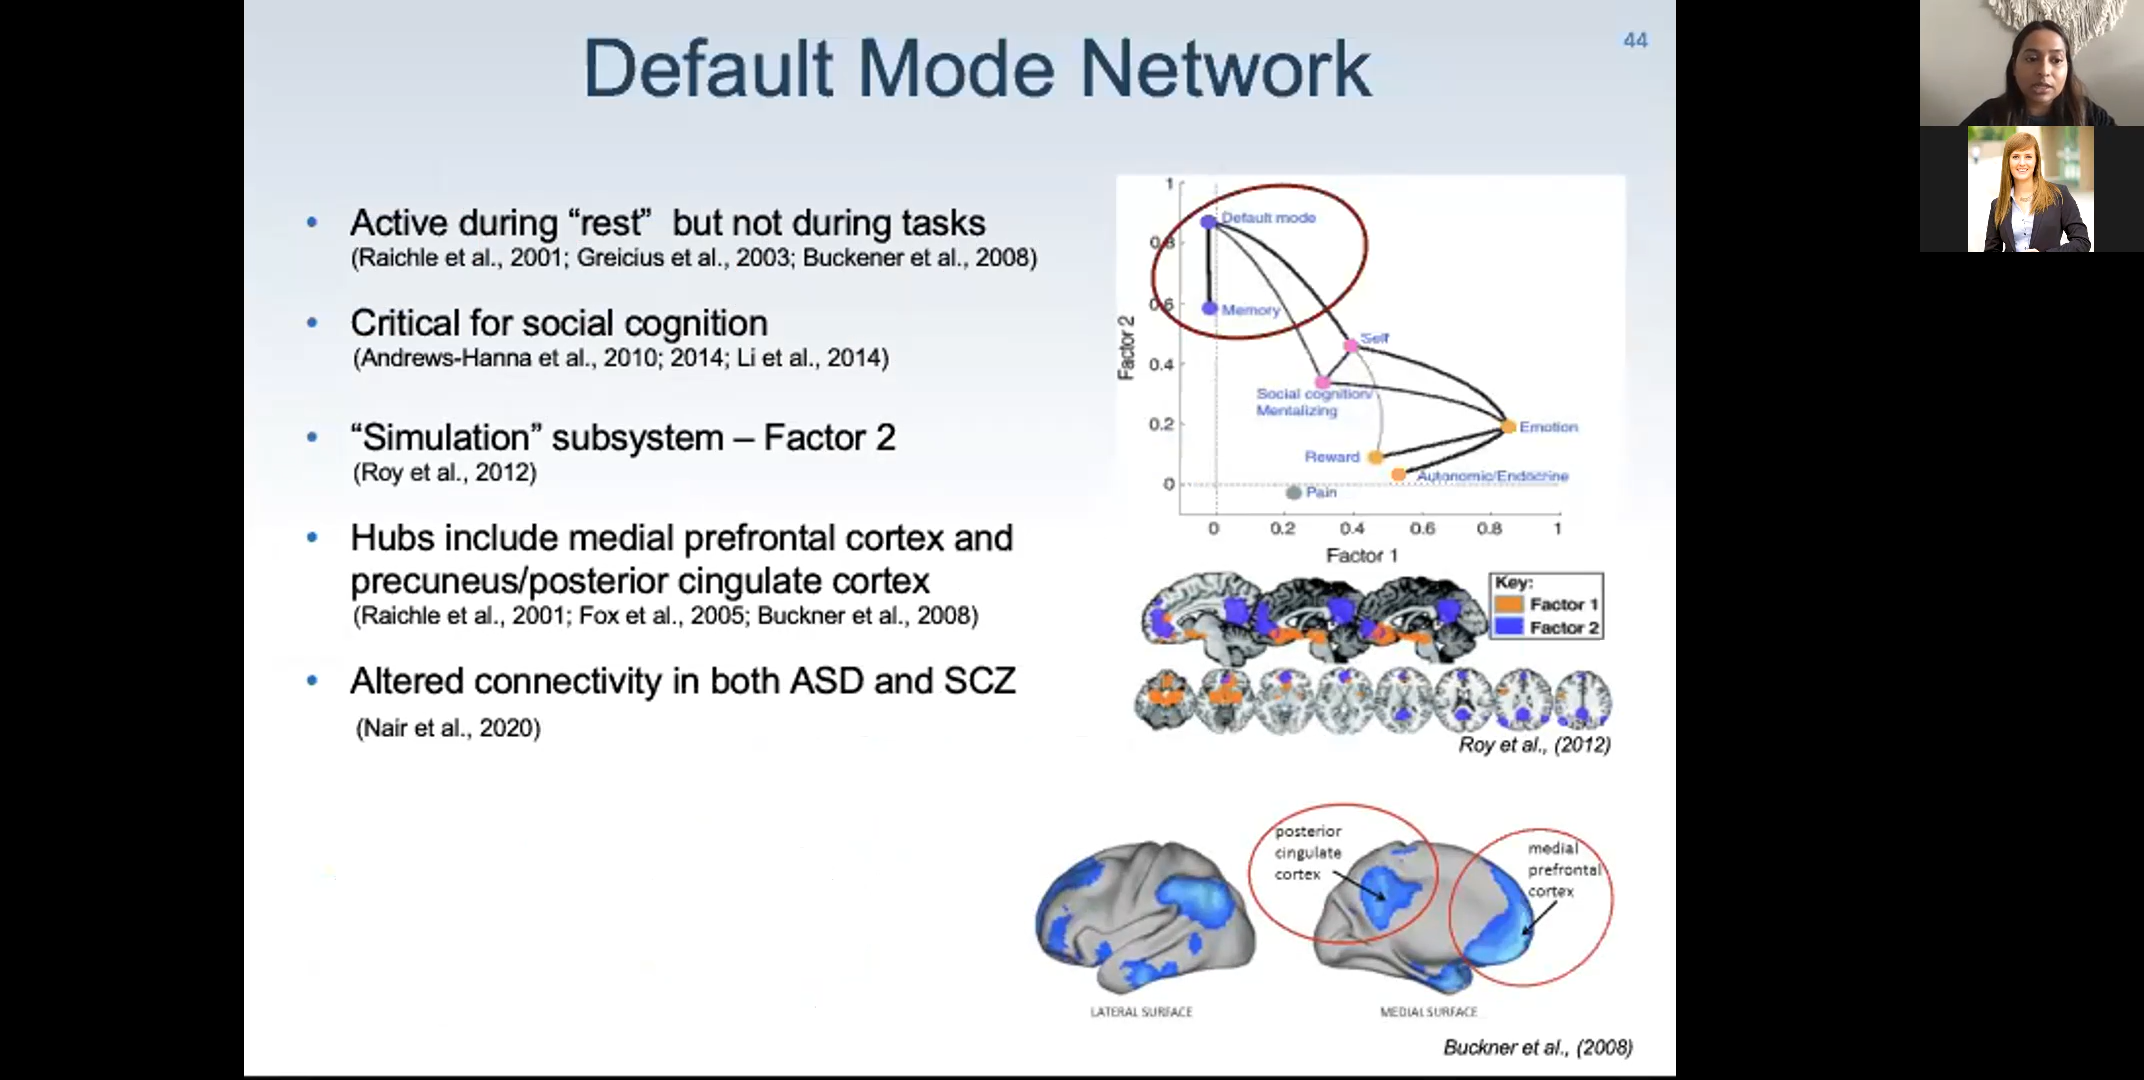 Default Mode Network
44
• Active during “rest” but not during tasks
(Raichle et al., 2001; Greicius et al., 2003; Buckener et al., 2008)
• Critical for social cognition
(Andrews-Hanna et al., 2010; 2014; Li et al., 2014)
• “Simulation” subsystem – Factor 2
(Roy et al., 2012)
• Hubs include medial prefrontal cortex and
precuneus/posterior cingulate cortex
(Raichle et al., 2001; Fox et al., 2005; Buckner et al., 2008)
• Altered connectivity in both ASD and SCZ
(Nair et al., 2020)
1
0.8
0.6
0.4
0.2
0
Factor 2
Default mode
Memory
Self
Social cognition/
Mentalizing
Emotion
Reward
Autonomic/Endocrine
Pain
0 0.2 0.4 0.6 0.8 1
Factor 1
Key:
Factor 1
Factor 2
Roy et al., (2012)
posterior
cingulate
cortex
medial
prefrontal
cortex
LATERAL SURFACE
MEDIAL SURFACE
Buckner et al., (2008)